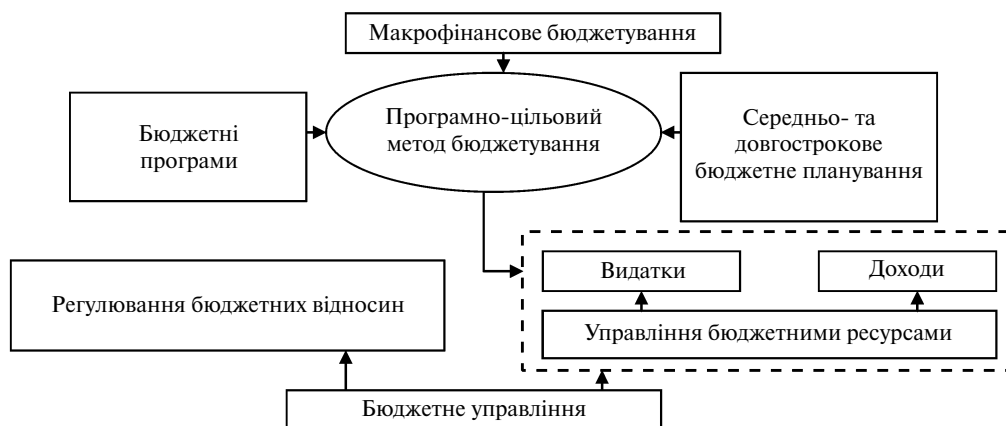 Макрофінансове бюджетування
Бюджетні
програми
Програмно-цільовий
метод бюджетування
Середньо- та
довгострокове
бюджетне планування
Видатки
Доходи
Регулювання бюджетних відносин
Управління бюджетними ресурсами
Бюджетне управління